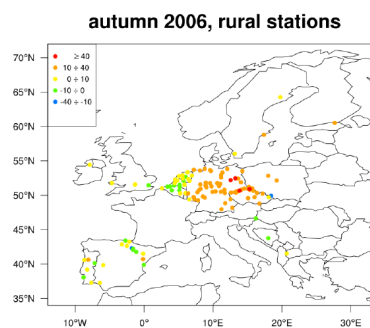 autumn 2006, rural stations
70°N
65°N
60°N
55°N
50°N
45°N
40°N
35°N
≥ 40
10 ÷ 40
0 ÷ 10
-10 ÷ 0
-40 ÷ -10
10°W
0°
10°E
20°E
30°E